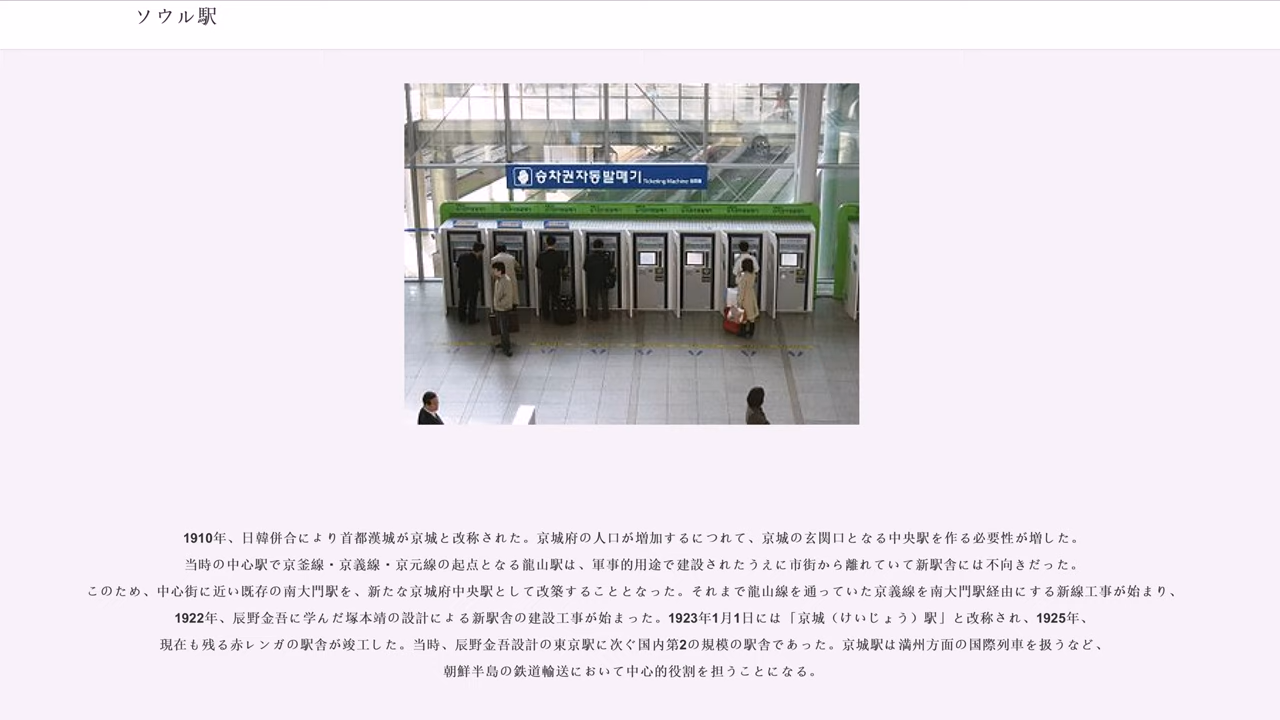 ソウル駅
승차권자동발매기 Ticketing Machine
1910年、日韓併合により首都漢城が京城と改称された。京城府の人口が増加するにつれて、京城の玄関口となる中央駅を作る必要性が増した。
当時の中心駅で京釜線・京義線・京元線の起点となる龍山駅は、軍事的用途で建設されたうえに市街から離れていて新駅舎には不向きだった。
このため、中心街に近い既存の南大門駅を、新たな京城府中央駅として改築することとなった。それまで龍山線を通っていた京義線を南大門駅経由にする新線工事が始まり、
1922年、辰野金吾に学んだ塚本靖の設計による新駅舎の建設工事が始まった。1923年1月1日には「京城（けいじょう）駅」と改称され、1925年、
現在も残る赤レンガの駅舎が竣工した。当時、辰野金吾設計の東京駅に次ぐ国内第2の規模の駅舎であった。京城駅は満州方面の国際列車を扱うなど、
朝鮮半島の鉄道輸送において中心的役割を担うことになる。